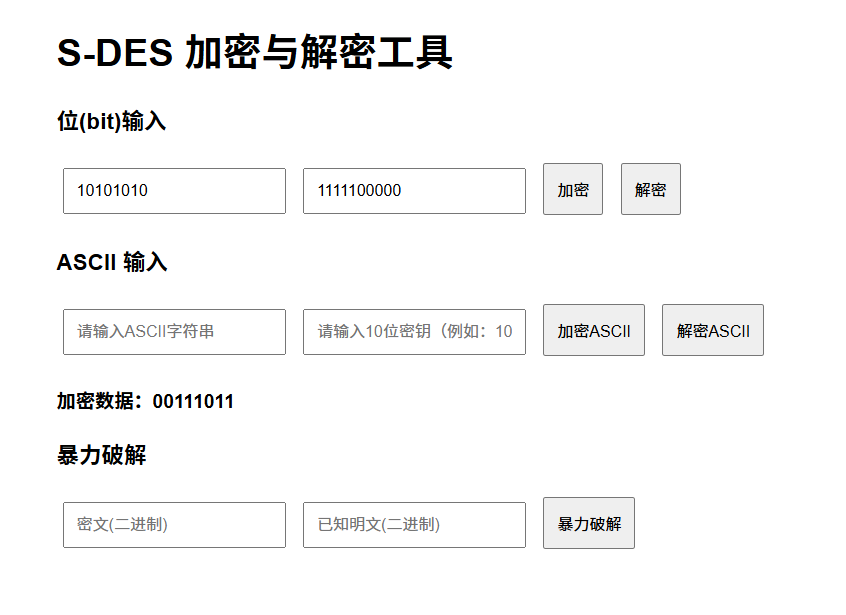 S-DES 加密与解密工具
位(bit)输入
10101010 1111100000 加密 解密
ASCII 输入
请输入ASCII字符串 请输入10位密钥（例如：10 加密ASCII 解密ASCII
加密数据：00111011
暴力破解
密文(二进制) 已知明文(二进制) 暴力破解